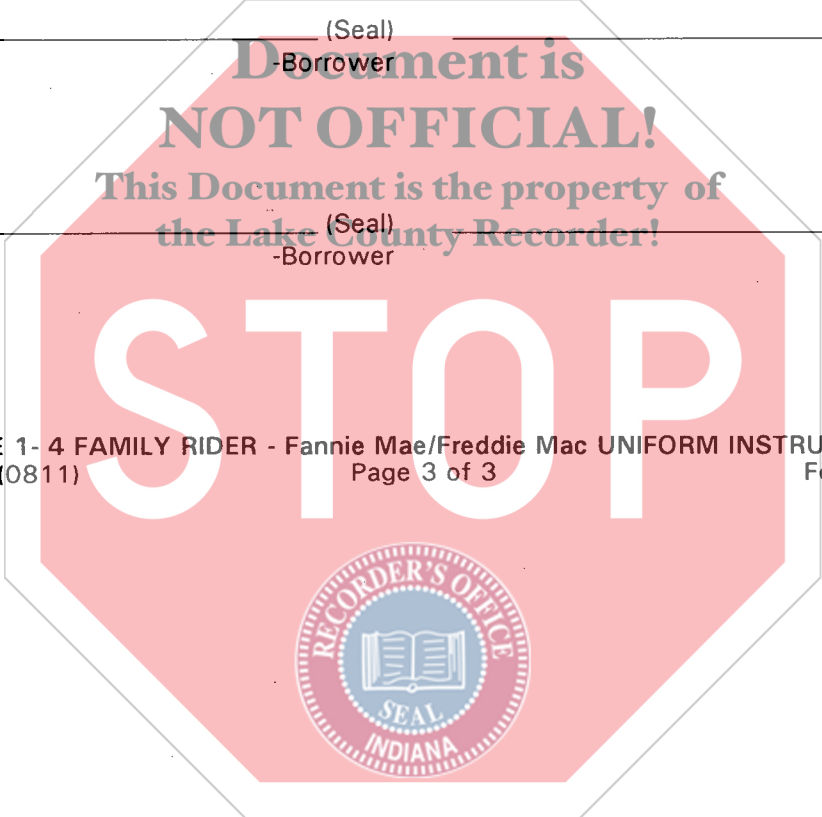 (Seal)
-Borrower
Document is
NOT OFFICIAL!
This Document is the property of
the Lake County Recorder!
(Seal)
-Borrower
STOP
1- 4 FAMILY RIDER - Fannie Mae/Freddie Mac UNIFORM INSTRU
(0811) Page 3 of 3
RECORDER'S OFFICE
SEAL
INDIANA